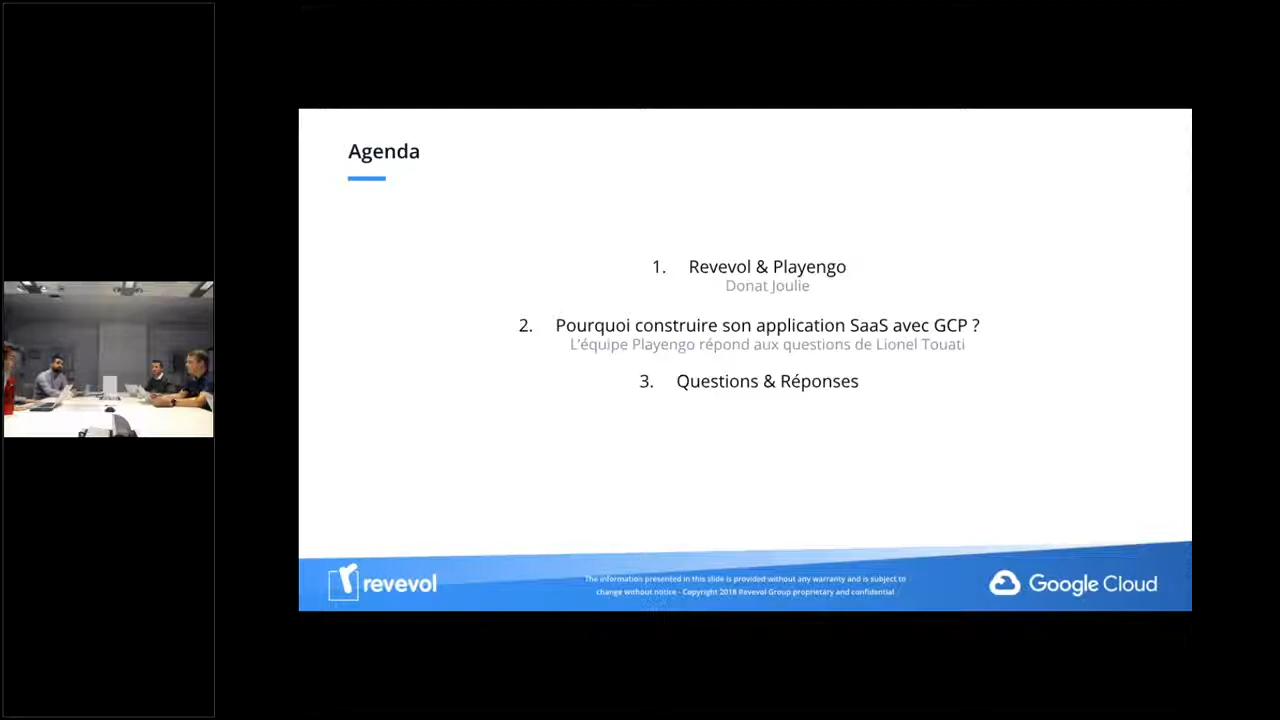 Agenda
1. Revevol & Playengo
Donat Joulie
2. Pourquoi construire son application SaaS avec GCP ?
L'équipe Playengo répond aux questions de Lionel Touati
3. Questions & Réponses
revevol
The information presented in this slide is provided without any warranty and is subject to
change without notice - Copyright 2018 Revevol Group proprietary and confidential
Google Cloud